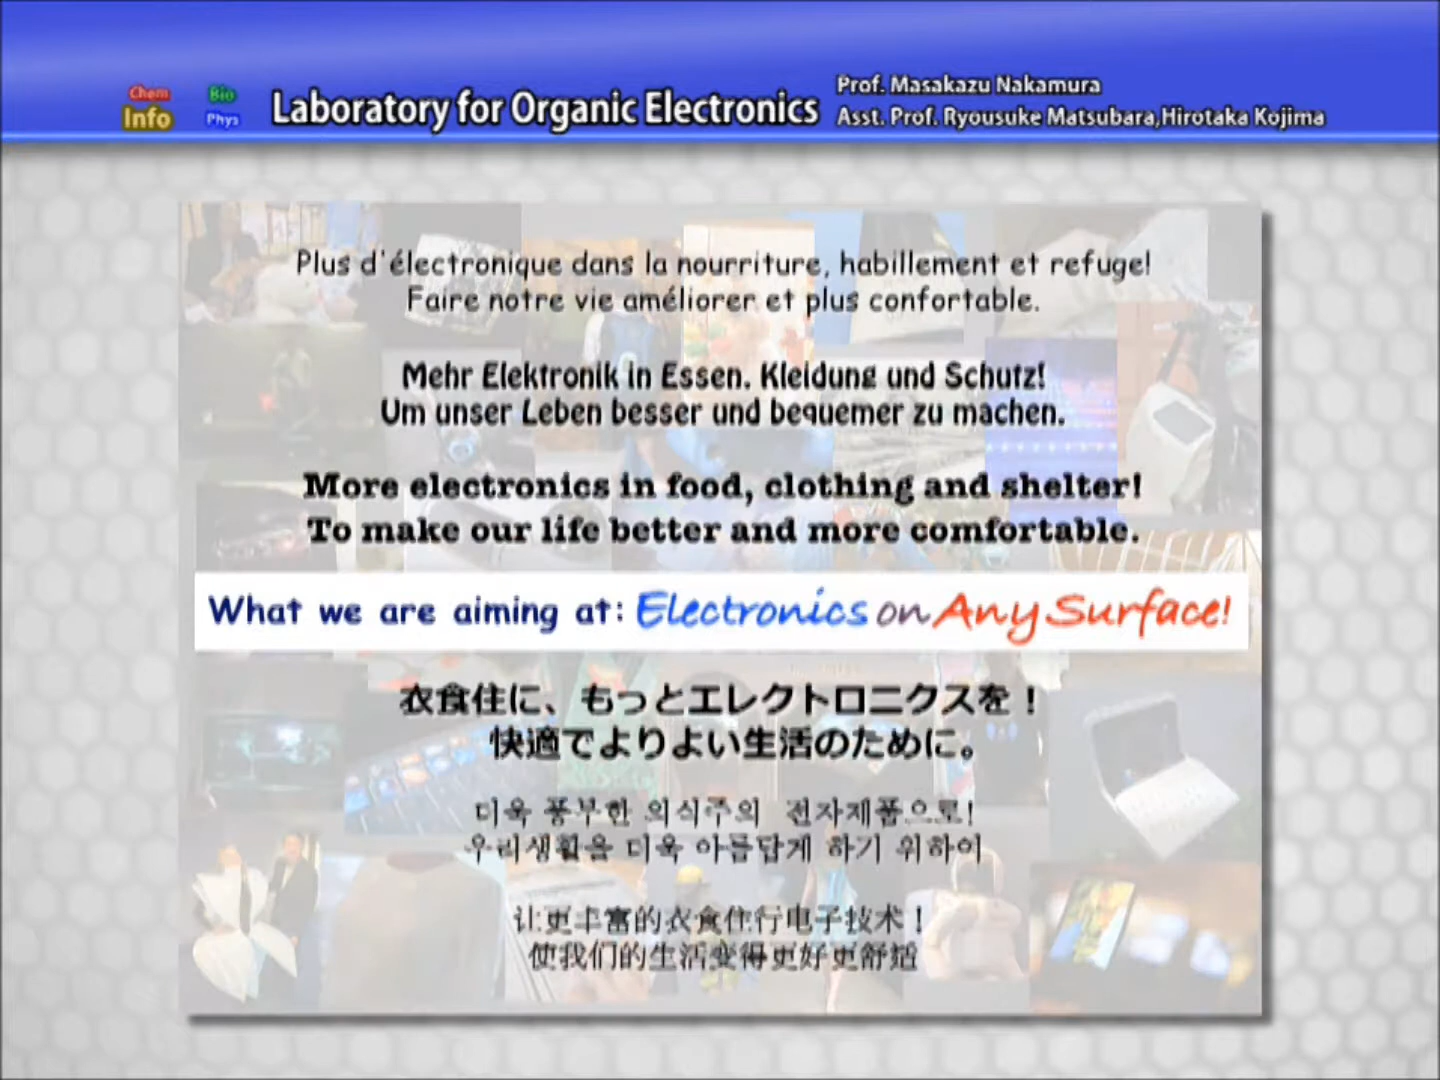 Chem
Bio
Info
Phys
Laboratory for Organic Electronics
Prof. Masakazu Nakamura
Asst. Prof. Ryousuke Matsubara,Hirotaka Kojima
Plus d'électronique dans la nourriture, habillement et refuge!
Faire notre vie améliorer et plus confortable.
Mehr Elektronik in Essen. Kleidung und Schutz!
Um unser Leben besser und bequemer zu machen.
More electronics in food, clothing and shelter!
To make our life better and more comfortable.
What we are aiming at: Electronics on Any Surface!
衣食住に、もっとエレクトロニクスを！
快適でよりよい生活のために。
더욱 풍부한 의식주의 전자제품으로!
우리생활을 더욱 아름답게 하기 위하여
让更丰富的衣食住行电子技术！
使我们的生活变得更好更舒适